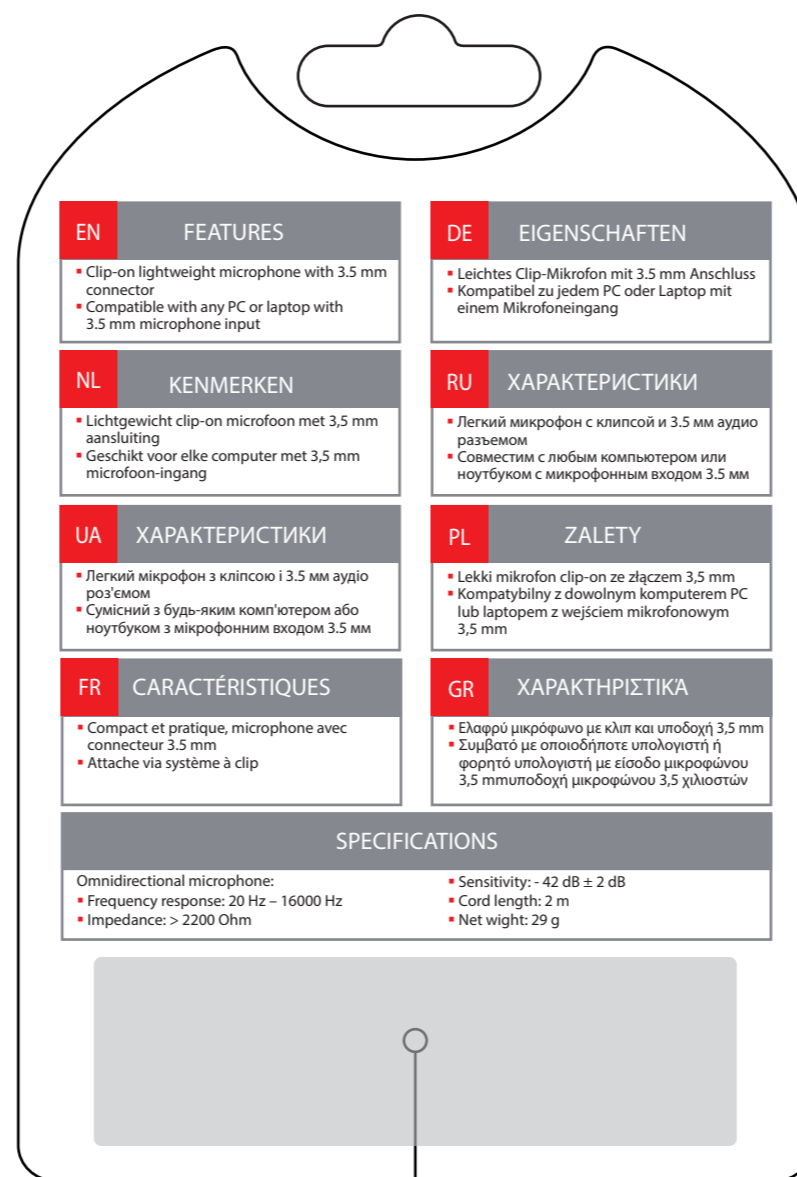 EN FEATURES
▪ Clip-on lightweight microphone with 3.5 mm
connector
▪ Compatible with any PC or laptop with
3.5 mm microphone input
DE EIGENSCHAFTEN
▪ Leichtes Clip-Mikrofon mit 3.5 mm Anschluss
▪ Kompatibel zu jedem PC oder Laptop mit
einem Mikrofoneingang
NL KENMERKEN
▪ Lichtgewicht clip-on microfoon met 3,5 mm
aansluiting
▪ Geschikt voor elke computer met 3,5 mm
microfoon-ingang
RU ХАРАКТЕРИСТИКИ
▪ Легкий микрофон с клипсой и 3.5 мм аудио
разъемом
▪ Совместим с любым компьютером или
ноутбуком с микрофонным входом 3.5 мм
UA ХАРАКТЕРИСТИКИ
▪ Легкий мікрофон з кліпсою і 3.5 мм аудіо
роз'ємом
▪ Сумісний з будь-яким комп'ютером або
ноутбуком з мікрофонним входом 3.5 мм
PL ZALETY
▪ Lekki mikrofon clip-on ze złączem 3,5 mm
▪ Kompatybilny z dowolnym komputerem PC
lub laptopem z wejściem mikrofonowym
3,5 mm
FR CARACTÉRISTIQUES
▪ Compact et pratique, microphone avec
connecteur 3.5 mm
▪ Attache via système à clip
GR ΧΑΡΑΚΤΗΡΙΣΤΙΚΆ
▪ Ελαφρύ μικρόφωνο με κλιπ και υποδοχή 3,5 mm
▪ Συμβατό με οποιοδήποτε υπολογιστή ή
φορητό υπολογιστή με είσοδο μικροφώνου
3,5 mmυποδοχή μικροφώνου 3,5 χιλιοστών
SPECIFICATIONS
Omnidirectional microphone:
▪ Frequency response: 20 Hz – 16000 Hz
▪ Impedance: > 2200 Ohm
▪ Sensitivity: - 42 dB ± 2 dB
▪ Cord length: 2 m
▪ Net wight: 29 g